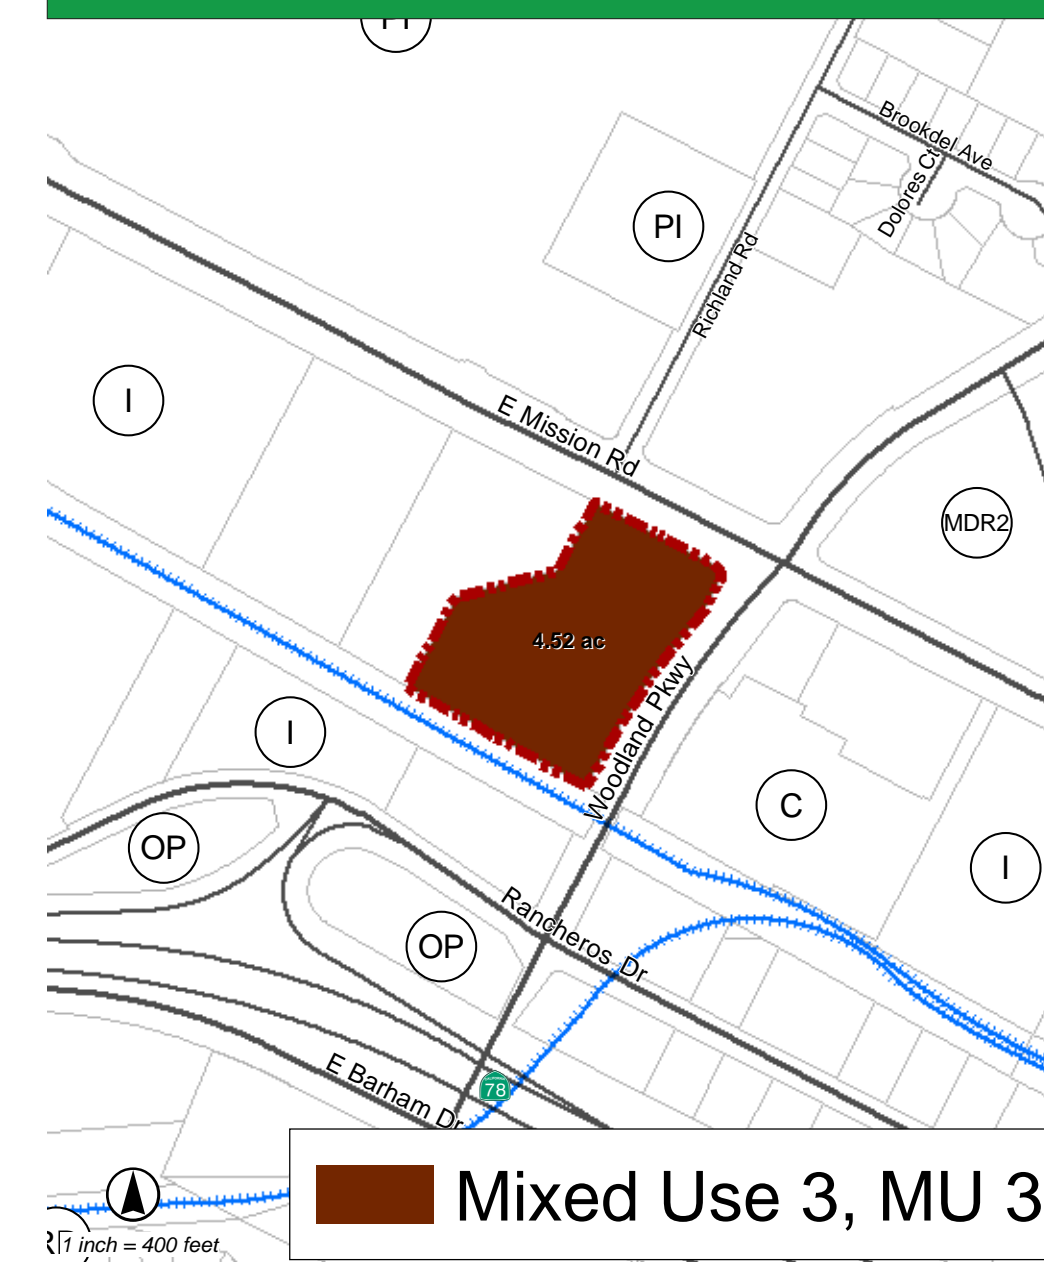 PI
Brookdel Ave
Dolores Ct
PI
Richland Rd
I
E Mission Rd
MDR2
4.52 ac
Woodland Pkwy
I
C
OP
I
Rancheros Dr
OP
78
E Barham Dr
Mixed Use 3, MU 3
1 inch = 400 feet